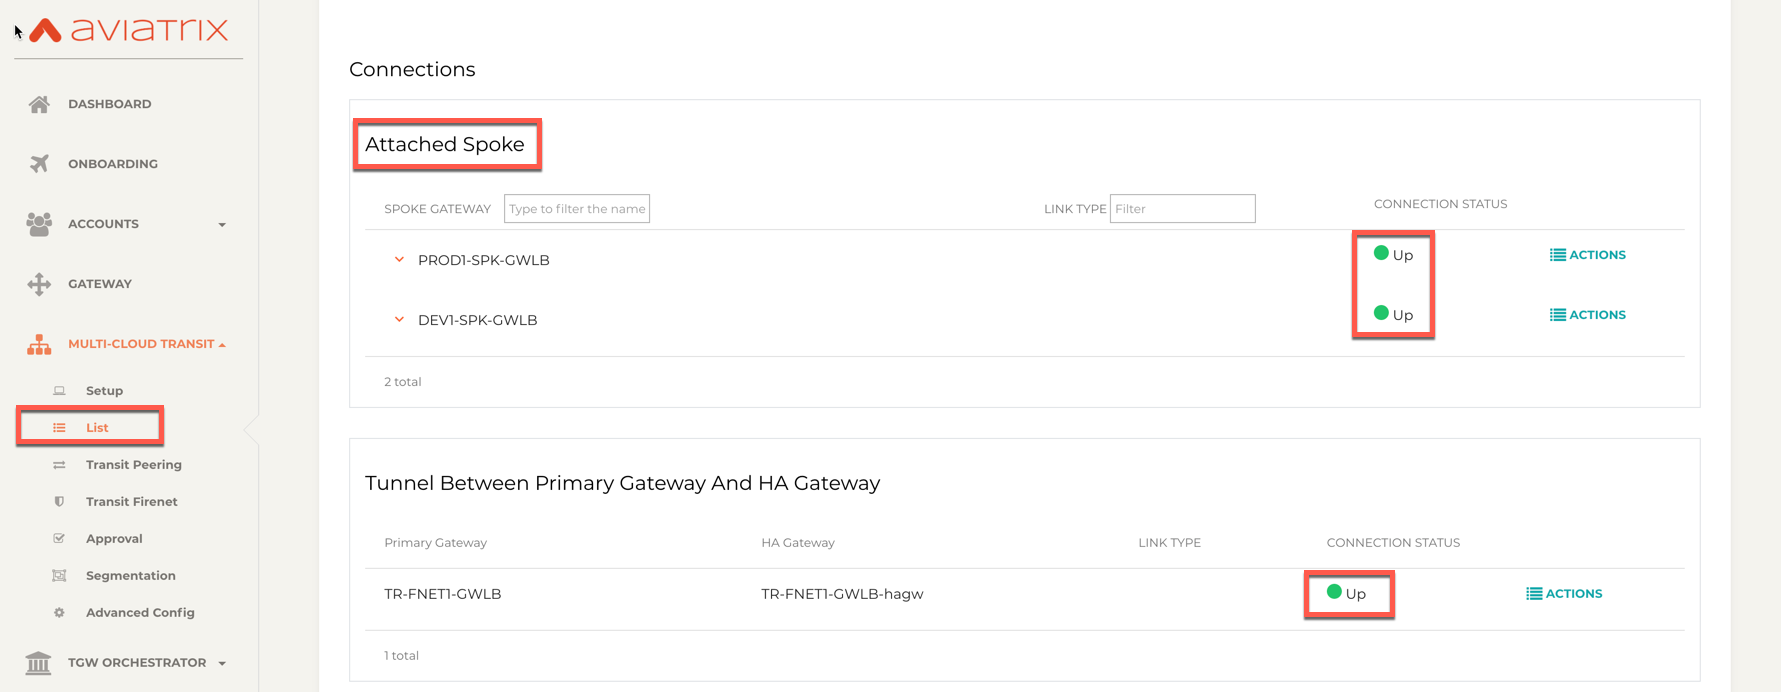 aviatrix
DASHBOARD
ONBOARDING
ACCOUNTS
GATEWAY
MULTI-CLOUD TRANSIT
Setup
List
Transit Peering
Transit Firenet
Approval
Segmentation
Advanced Config
TGW ORCHESTRATOR
Connections
Attached Spoke
SPOKE GATEWAY Type to filter the name LINK TYPE Filter CONNECTION STATUS
PROD1-SPK-GWLB Up ACTIONS
DEV1-SPK-GWLB Up ACTIONS
2 total
Tunnel Between Primary Gateway And HA Gateway
Primary Gateway HA Gateway LINK TYPE CONNECTION STATUS
TR-FNET1-GWLB TR-FNET1-GWLB-hagw Up ACTIONS
1 total